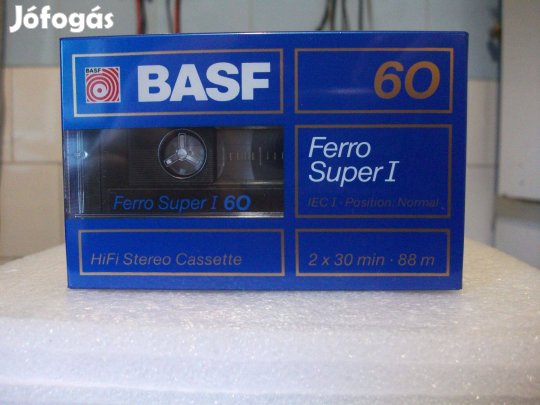 Jófogás
BASF
BASF
60
Ferro
Super I
IEC I · Position: Normal
Ferro Super I 60
HiFi Stereo Cassette
2 x 30 min · 88 m